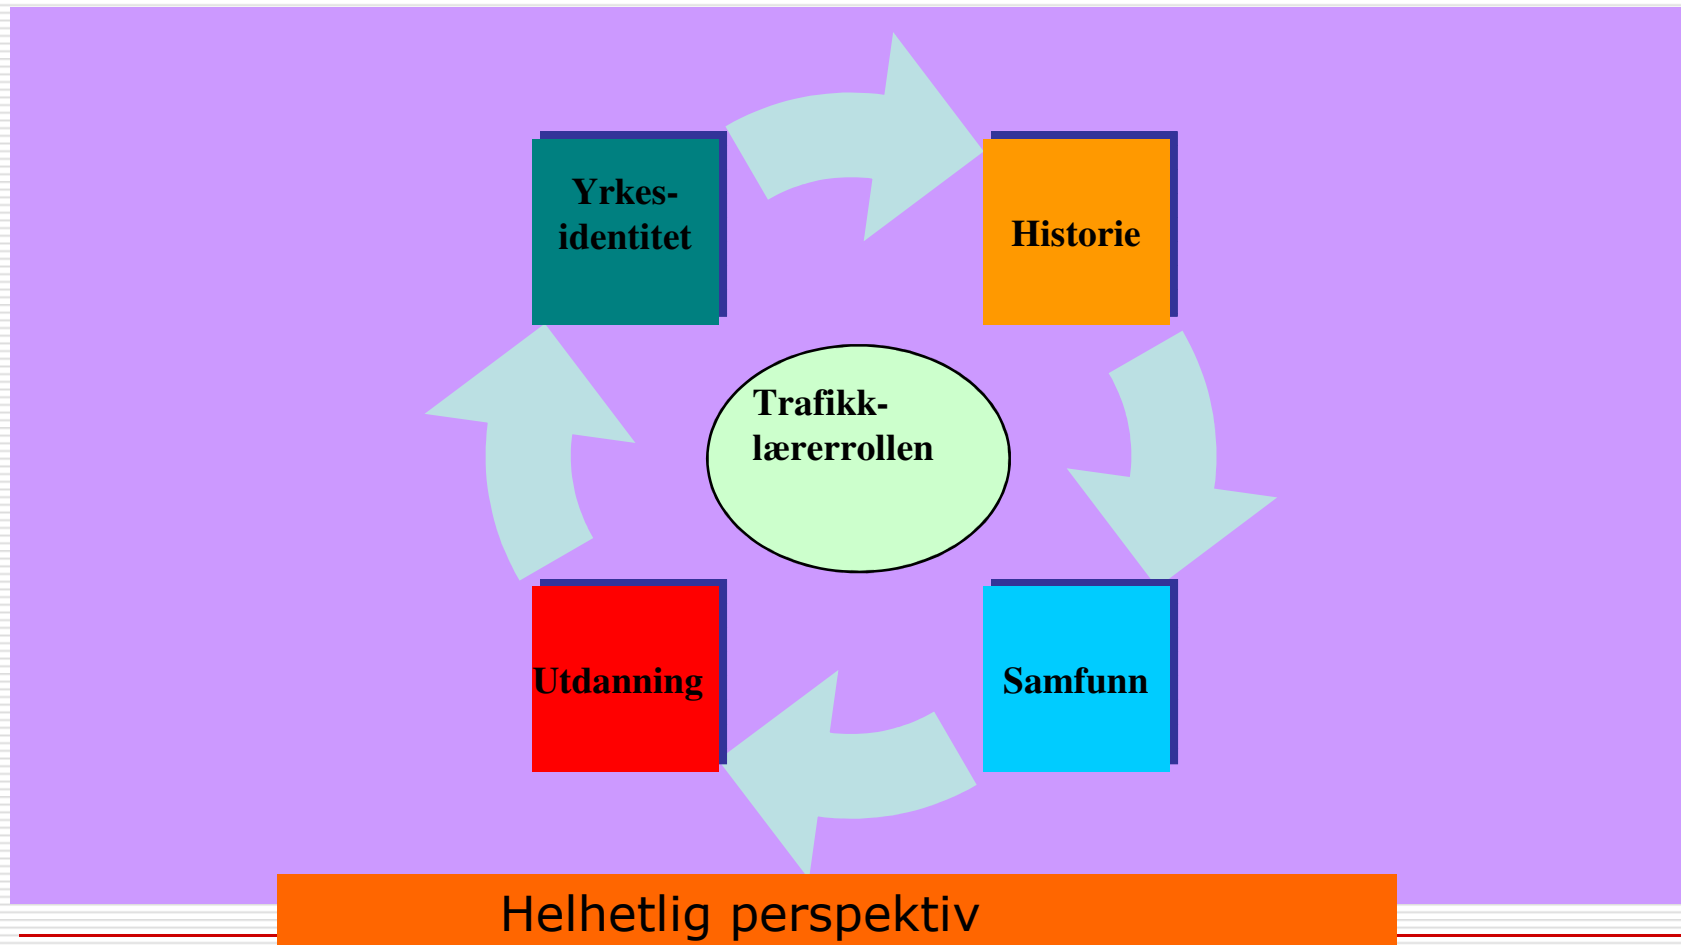 Yrkes-
identitet
Historie
Trafikk-
lærerrollen
Utdanning
Samfunn
Helhetlig perspektiv